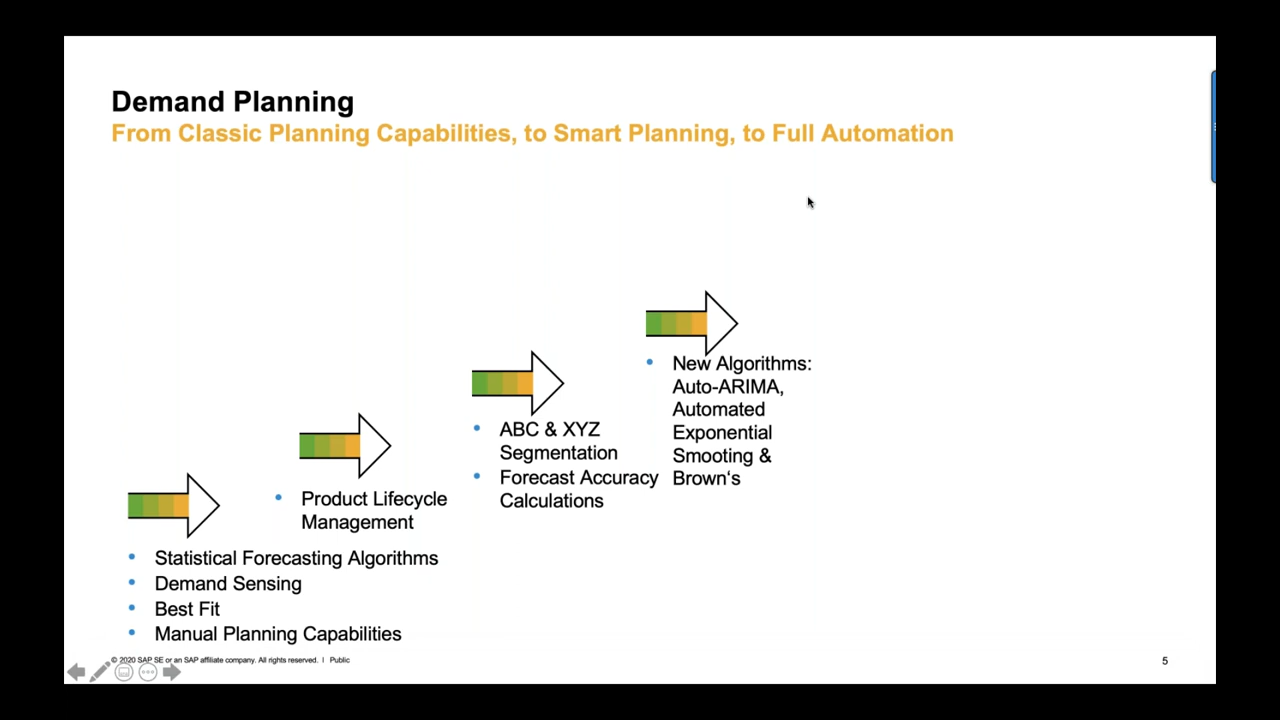 Demand Planning
From Classic Planning Capabilities, to Smart Planning, to Full Automation
• New Algorithms:
Auto-ARIMA,
Automated
Exponential
Smooting &
Brown‘s
• ABC & XYZ
Segmentation
• Forecast Accuracy
Calculations
• Product Lifecycle
Management
• Statistical Forecasting Algorithms
• Demand Sensing
• Best Fit
• Manual Planning Capabilities
© 2020 SAP SE or an SAP affiliate company. All rights reserved. I Public
5